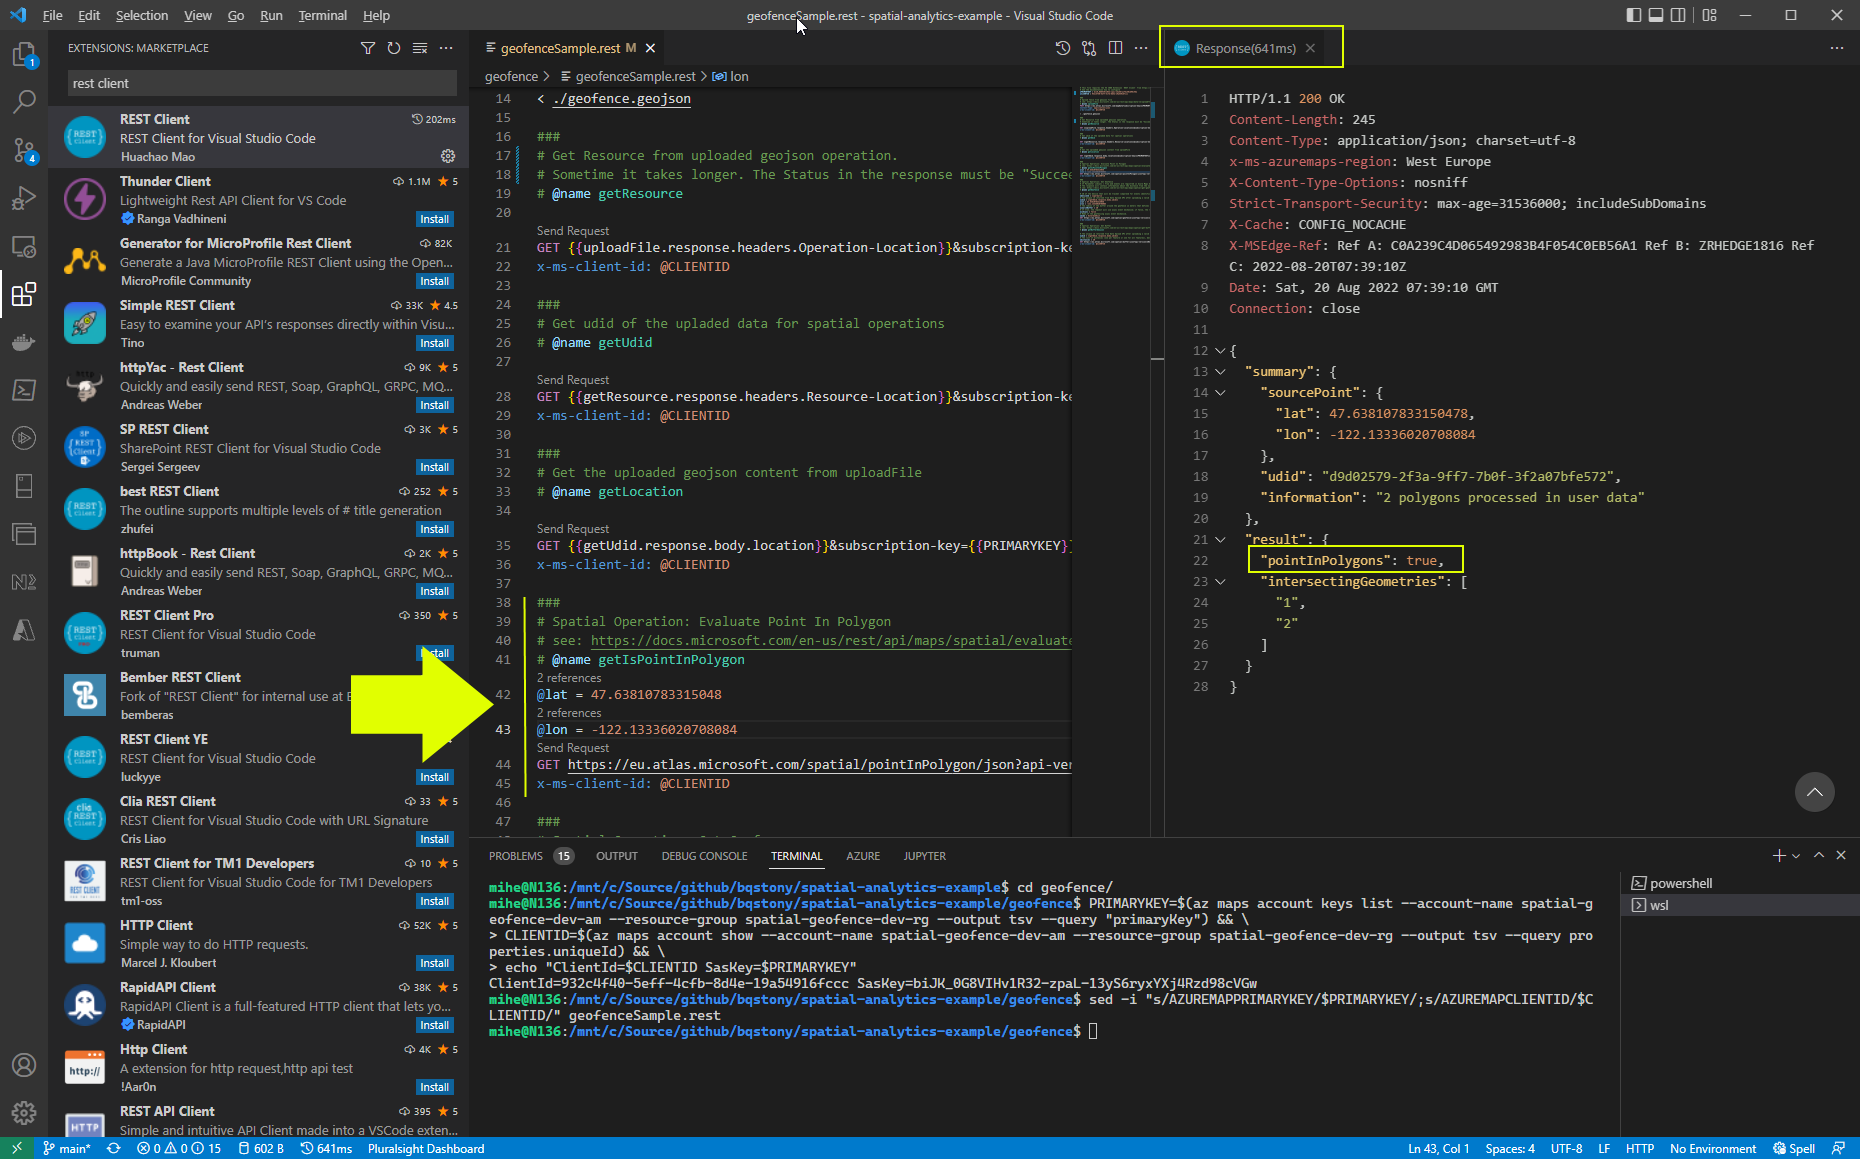 File Edit Selection View Go Run Terminal Help
geofenceSample.rest - spatial-analytics-example - Visual Studio Code
EXTENSIONS: MARKETPLACE
rest client
REST Client 202ms
REST Client for Visual Studio Code
Huachao Mao
Thunder Client 1.1M 5
Lightweight Rest API Client for VS Code
Ranga Vadhineni Install
Generator for MicroProfile Rest Client 82K
Generate a Java MicroProfile REST Client using the Open...
MicroProfile Community Install
Simple REST Client 33K 4.5
Easy to examine your API's responses directly within Visu...
Tino Install
httpYac - Rest Client 9K 5
Quickly and easily send REST, Soap, GraphQL, GRPC, MQ...
Andreas Weber Install
SP REST Client 3K 5
SharePoint REST Client for Visual Studio Code
Sergei Sergeev Install
best REST Client 252 5
The outline supports multiple levels of # title generation
zhufei Install
httpBook - Rest Client 2K 5
Quickly and easily send REST, Soap, GraphQL, GRPC, MQ...
Andreas Weber Install
REST Client Pro 350 5
REST Client for Visual Studio Code
truman Install
Bember REST Client
Fork of "REST Client" for internal use at
bemberas
REST Client YE
REST Client for Visual Studio Code
luckyye Install
Clia REST Client 33 5
REST Client for Visual Studio Code with URL Signature
Cris Liao Install
REST Client for TM1 Developers 10 5
REST Client for Visual Studio Code for TM1 Developers
tm1-oss Install
HTTP Client 52K 5
Simple way to do HTTP requests.
Marcel J. Kloubert Install
RapidAPI Client 38K 5
RapidAPI Client is a full-featured HTTP client that lets yo...
RapidAPI Install
Http Client 4K 5
A extension for http request,http api test
!Aar0n Install
REST API Client 395 5
Simple and intuitive API Client made into a VSCode exten...
geofenceSample.rest M
geofence > geofenceSample.rest > lon
14 < ./geofence.geojson
15
16 ###
17 # Get Resource from uploaded geojson operation.
18 # Sometime it takes longer. The Status in the response must be "Succee
19 # @name getResource
20
Send Request
21 GET {{uploadFile.response.headers.Operation-Location}}&subscription-ke
22 x-ms-client-id: @CLIENTID
23
24 ###
25 # Get udid of the upladed data for spatial operations
26 # @name getUdid
27
Send Request
28 GET {{getResource.response.headers.Resource-Location}}&subscription-ke
29 x-ms-client-id: @CLIENTID
30
31 ###
32 # Get the uploaded geojson content from uploadFile
33 # @name getLocation
34
Send Request
35 GET {{getUdid.response.body.location}}&subscription-key={{PRIMARYKEY}}
36 x-ms-client-id: @CLIENTID
37
38 ###
39 # Spatial Operation: Evaluate Point In Polygon
40 # see: https://docs.microsoft.com/en-us/rest/api/maps/spatial/evaluate
41 # @name getIsPointInPolygon
2 references
42 @lat = 47.63810783315048
2 references
43 @lon = -122.13336020708084
Send Request
44 GET https://eu.atlas.microsoft.com/spatial/pointInPolygon/json?api-ver
45 x-ms-client-id: @CLIENTID
46
47 ###
Response(641ms)
1 HTTP/1.1 200 OK
2 Content-Length: 245
3 Content-Type: application/json; charset=utf-8
4 x-ms-azuremaps-region: West Europe
5 X-Content-Type-Options: nosniff
6 Strict-Transport-Security: max-age=31536000; includeSubDomains
7 X-Cache: CONFIG_NOCACHE
8 X-MSEdge-Ref: Ref A: C0A239C4D065492983B4F054C0EB56A1 Ref B: ZRHEDGE1816 Ref
C: 2022-08-20T07:39:10Z
9 Date: Sat, 20 Aug 2022 07:39:10 GMT
10 Connection: close
11
12 {
13 "summary": {
14 "sourcePoint": {
15 "lat": 47.638107833150478,
16 "lon": -122.13336020708084
17 },
18 "udid": "d9d02579-2f3a-9ff7-7b0f-3f2a07bfe572",
19 "information": "2 polygons processed in user data"
20 },
21 "result": {
22 "pointInPolygons": true,
23 "intersectingGeometries": [
24 "1",
25 "2"
26 ]
27 }
28 }
PROBLEMS 15 OUTPUT DEBUG CONSOLE TERMINAL AZURE JUPYTER
mihe@N136:/mnt/c/Source/github/bqstony/spatial-analytics-example$ cd geofence/
mihe@N136:/mnt/c/Source/github/bqstony/spatial-analytics-example/geofence$ PRIMARYKEY=$(az maps account keys list --account-name spatial-g
eofence-dev-am --resource-group spatial-geofence-dev-rg --output tsv --query "primaryKey") && \
> CLIENTID=$(az maps account show --account-name spatial-geofence-dev-am --resource-group spatial-geofence-dev-rg --output tsv --query pro
perties.uniqueId) && \
> echo "ClientId=$CLIENTID SasKey=$PRIMARYKEY"
ClientId=932c4f40-5eff-4cfb-8d4e-19a54916fccc SasKey=biJK_0G8VIHv1R32-zpaL-13yS6ryxYXj4Rzd98cVGw
mihe@N136:/mnt/c/Source/github/bqstony/spatial-analytics-example/geofence$ sed -i "s/AZUREMAPPRIMARYKEY/$PRIMARYKEY/;s/AZUREMAPCLIENTID/$C
LIENTID/" geofenceSample.rest
mihe@N136:/mnt/c/Source/github/bqstony/spatial-analytics-example/geofence$
powershell
wsl
main* 0 0 15 602 B 641ms Pluralsight Dashboard
Ln 43, Col 1 Spaces: 4 UTF-8 LF HTTP No Environment Spell